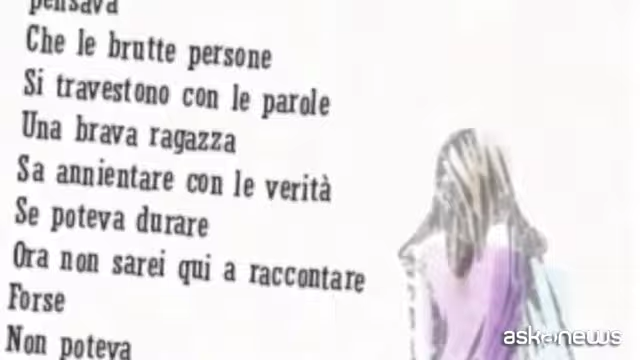 pensava
Che le brutte persone
Si travestono con le parole
Una brava ragazza
Sa annientare con le verità
Se poteva durare
Ora non sarei qui a raccontare
Forse
Non poteva
askanews